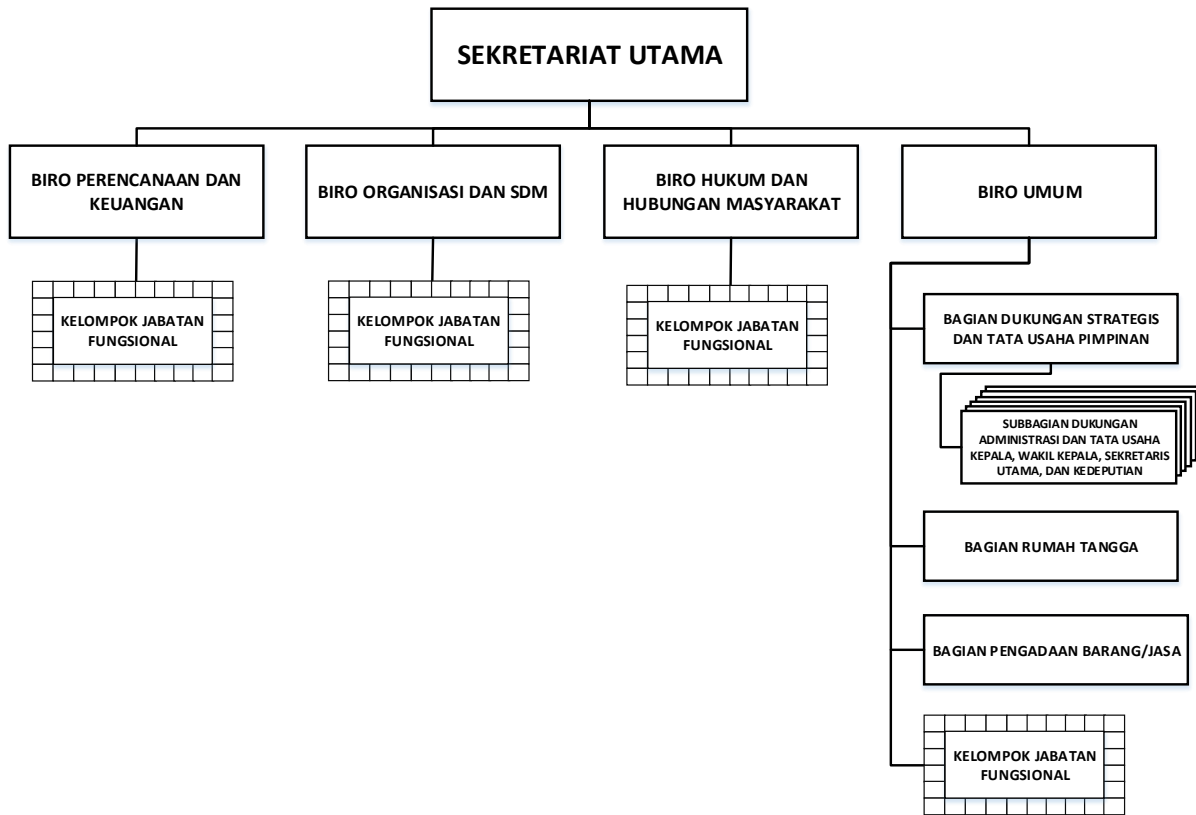 SEKRETARIAT UTAMA
BIRO PERENCANAAN DAN
KEUANGAN
BIRO ORGANISASI DAN SDM
BIRO HUKUM DAN
HUBUNGAN MASYARAKAT
BIRO UMUM
KELOMPOK JABATAN
FUNGSIONAL
KELOMPOK JABATAN
FUNGSIONAL
KELOMPOK JABATAN
FUNGSIONAL
BAGIAN DUKUNGAN STRATEGIS
DAN TATA USAHA PIMPINAN
SUBBAGIAN DUKUNGAN
ADMINISTRASI DAN TATA USAHA
KEPALA, WAKIL KEPALA, SEKRETARIS
UTAMA, DAN KEDEPUTIAN
BAGIAN RUMAH TANGGA
BAGIAN PENGADAAN BARANG/JASA
KELOMPOK JABATAN
FUNGSIONAL